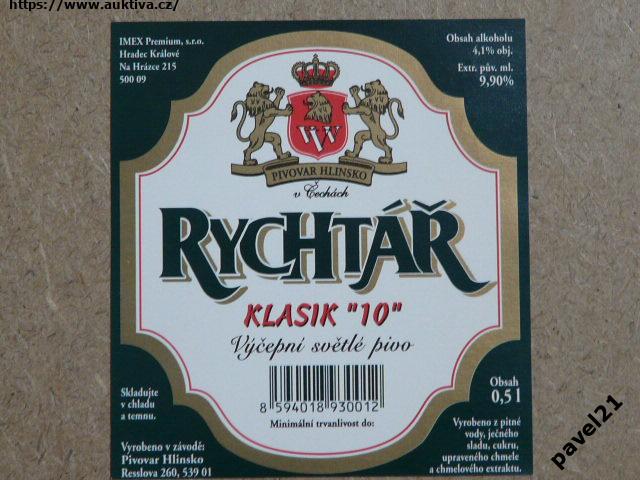 https://www.auktiva.cz/
IMEX Premium, s.r.o.
Hradec Králové
Na Hrázce 215
500 09
Obsah alkoholu
4,1% obj.
Extr. pův. ml.
9,90%
VVV
PIVOVAR HLINSKO
v Čechách
RYCHTÁŘ
KLASIK "10"
Výčepní světlé pivo
8 594018 930012
Minimální trvanlivost do:
Skladujte
v chladu
a temnu.
Vyrobeno v závodě:
Pivovar Hlinsko
Resslova 260, 539 01
Obsah
0,5 l
Vyrobeno z pitné
vody, ječného
sladu, cukru,
upraveného chmele
a chmelového extraktu.
pavel21